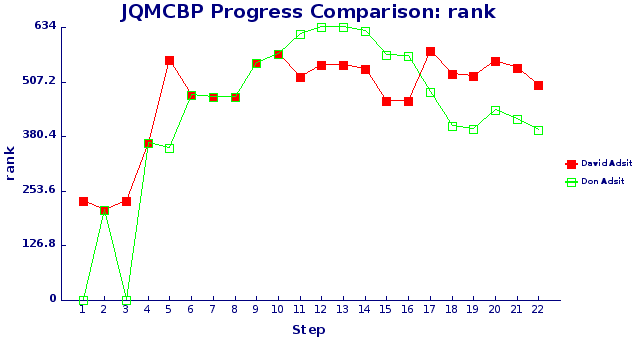 JQMCBP Progress Comparison: rank
634
507.2
380.4
253.6
126.8
0
rank
1 2 3 4 5 6 7 8 9 10 11 12 13 14 15 16 17 18 19 20 21 22
Step
David Adsit
Don Adsit